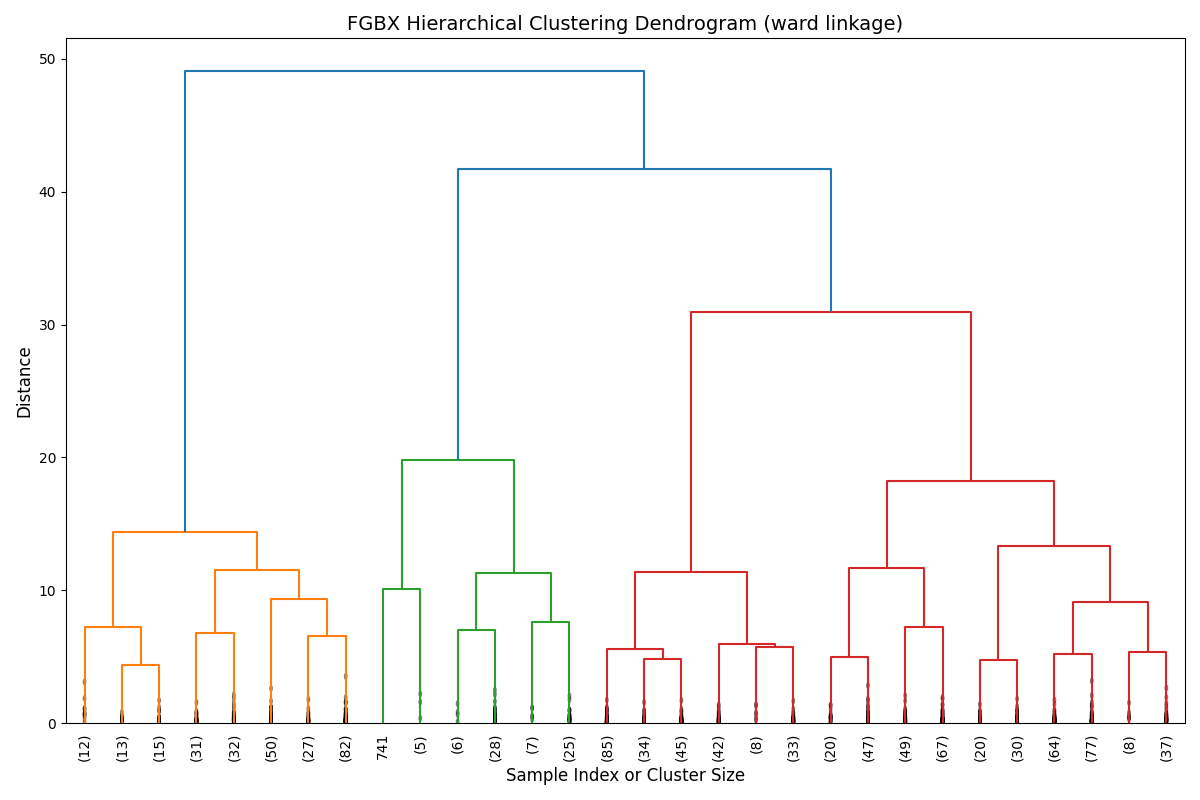 FGBX Hierarchical Clustering Dendrogram (ward linkage)
50
40
30
20
10
0
Distance
(12) (13) (15) (31) (32) (50) (27) (82) 741 (5) (6) (28) (7) (25) (85) (34) (45) (42) (8) (33) (20) (47) (49) (67) (20) (30) (64) (77) (8) (37)
Sample Index or Cluster Size